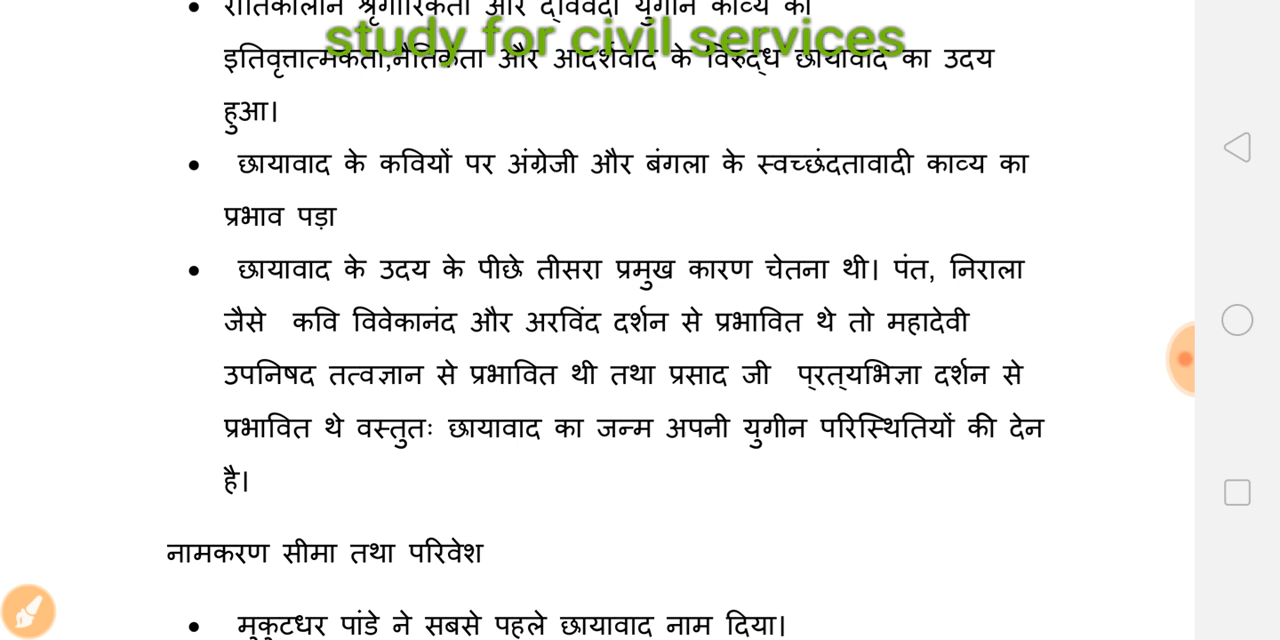 रीतिकालीन श्रृंगारिकता और द्विवेदी युगीन काव्य की
study for civil services
इतिवृत्तात्मकता,नैतिकता और आदर्शवाद के विरुद्ध छायावाद का उदय
हुआ।
छायावाद के कवियों पर अंग्रेजी और बंगला के स्वच्छंदतावादी काव्य का
प्रभाव पड़ा
छायावाद के उदय के पीछे तीसरा प्रमुख कारण चेतना थी। पंत, निराला
जैसे कवि विवेकानंद और अरविंद दर्शन से प्रभावित थे तो महादेवी
उपनिषद तत्वज्ञान से प्रभावित थी तथा प्रसाद जी प्रत्यभिज्ञा दर्शन से
प्रभावित थे वस्तुतः छायावाद का जन्म अपनी युगीन परिस्थितियों की देन
है।
नामकरण सीमा तथा परिवेश
मुकुटधर पांडे ने सबसे पहले छायावाद नाम दिया।